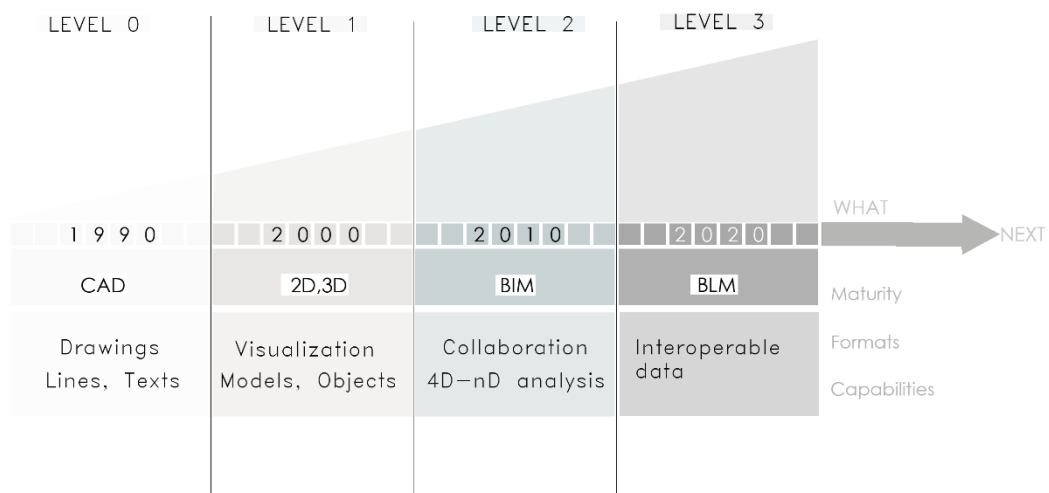 LEVEL 0
LEVEL 1
LEVEL 2
LEVEL 3
WHAT
1990
2000
2010
2020
NEXT
CAD
2D,3D
BIM
BLM
Maturity
Drawings
Lines, Texts
Visualization
Models, Objects
Collaboration
4D-nD analysis
Interoperable
data
Formats
Capabilities